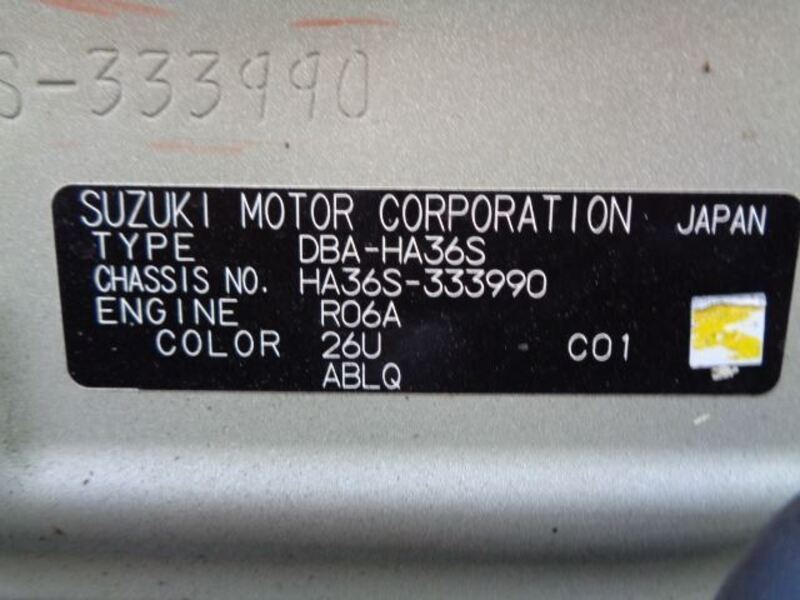 S-333990
SUZUKI MOTOR CORPORATION JAPAN
TYPE DBA-HA36S
CHASSIS NO. HA36S-333990
ENGINE R06A
COLOR 26U C01
ABLQ